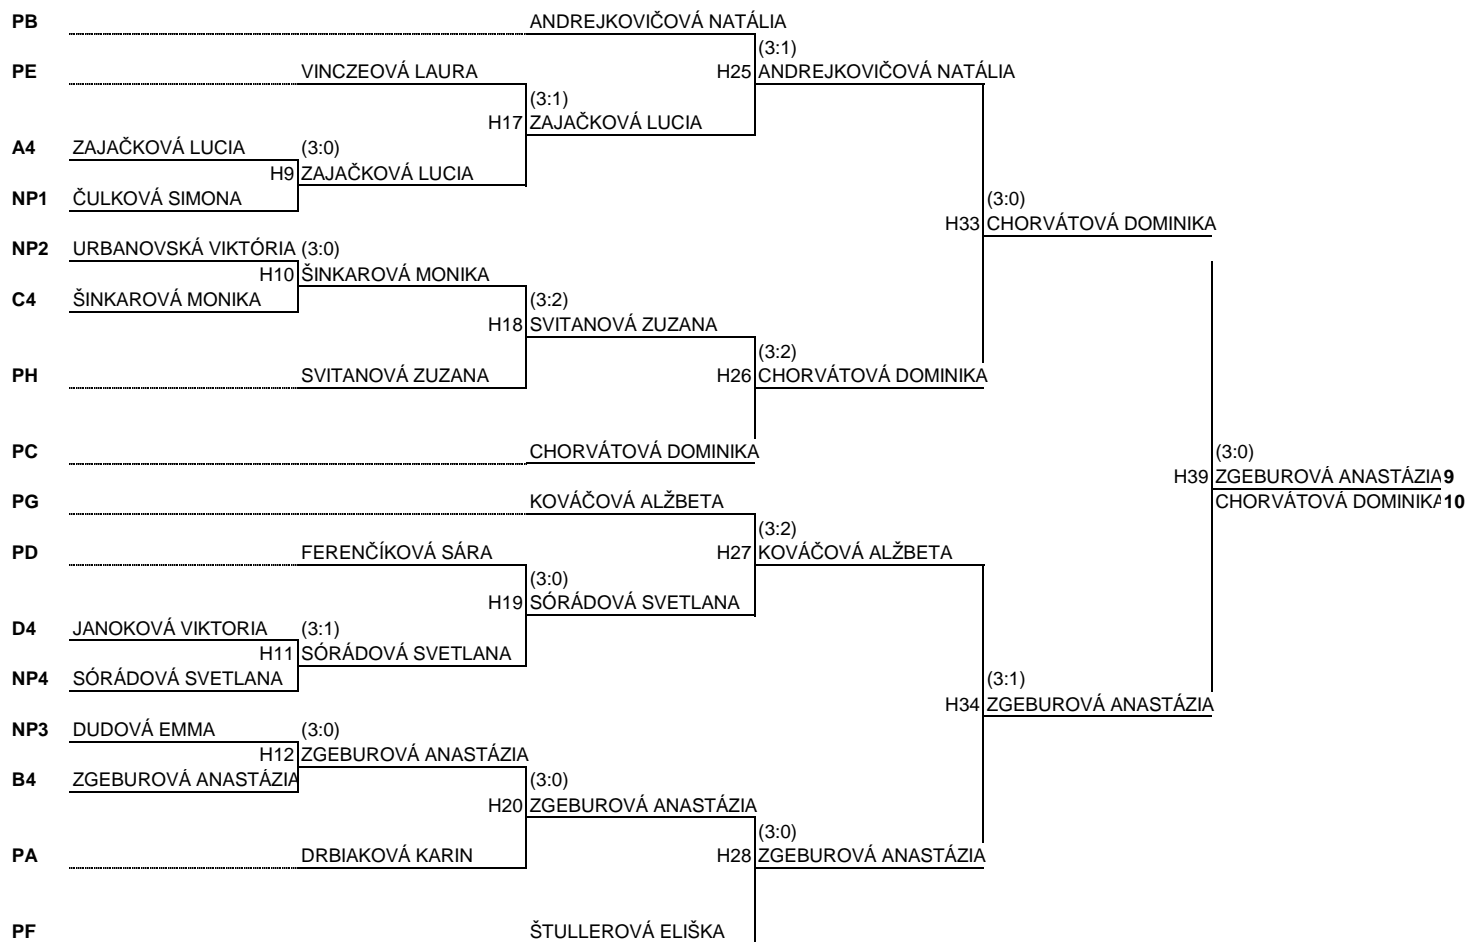 PB ANDREJKOVIČOVÁ NATÁLIA
(3:1)
PE VINCZEOVÁ LAURA H25 ANDREJKOVIČOVÁ NATÁLIA
(3:1)
H17 ZAJAČKOVÁ LUCIA
A4 ZAJAČKOVÁ LUCIA (3:0)
H9 ZAJAČKOVÁ LUCIA
NP1 ČULKOVÁ SIMONA (3:0)
H33 CHORVÁTOVÁ DOMINIKA
NP2 URBANOVSKÁ VIKTÓRIA (3:0)
H10 ŠINKAROVÁ MONIKA
C4 ŠINKAROVÁ MONIKA (3:2)
H18 SVITANOVÁ ZUZANA
(3:2)
PH SVITANOVÁ ZUZANA H26 CHORVÁTOVÁ DOMINIKA
PC CHORVÁTOVÁ DOMINIKA (3:0)
H39 ZGEBUROVÁ ANASTÁZIA 9
PG KOVÁČOVÁ ALŽBETA CHORVÁTOVÁ DOMINIKA 10
(3:2)
PD FERENČÍKOVÁ SÁRA H27 KOVÁČOVÁ ALŽBETA
(3:0)
H19 SÓRÁDOVÁ SVETLANA
D4 JANOKOVÁ VIKTORIA (3:1)
H11 SÓRÁDOVÁ SVETLANA
NP4 SÓRÁDOVÁ SVETLANA (3:1)
H34 ZGEBUROVÁ ANASTÁZIA
NP3 DUDOVÁ EMMA (3:0)
H12 ZGEBUROVÁ ANASTÁZIA
B4 ZGEBUROVÁ ANASTÁZIA (3:0)
H20 ZGEBUROVÁ ANASTÁZIA
(3:0)
PA DRBIAKOVÁ KARIN H28 ZGEBUROVÁ ANASTÁZIA
PF ŠTULLEROVÁ ELIŠKA